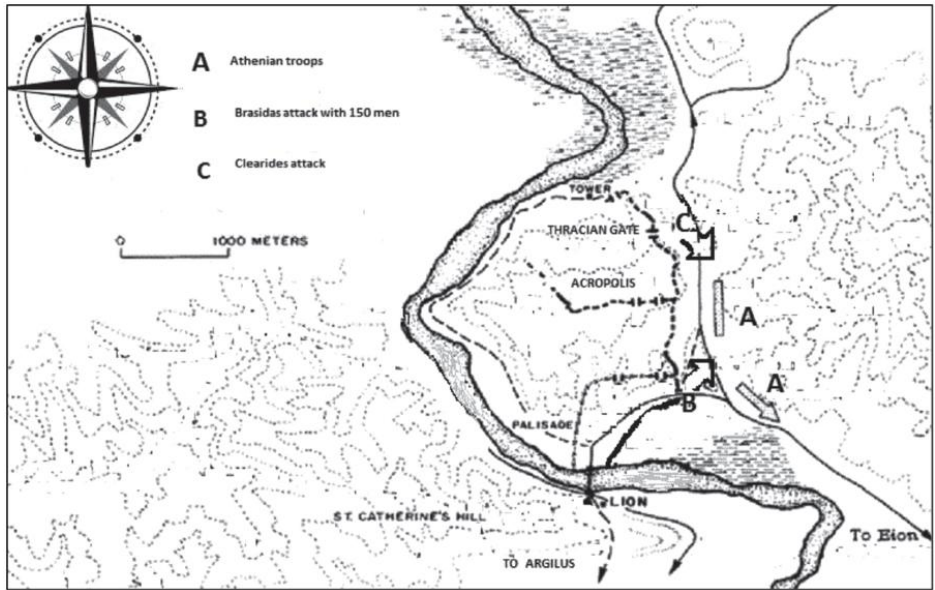 A Athenian troops
B Brasidas attack with 150 men
C Clearides attack
1000 METERS
TOWER
THRACIAN GATE
C
ACROPOLIS
A
A
B
PALISADE
LION
ST. CATHERINE'S HILL
To Eion
TO ARGILUS